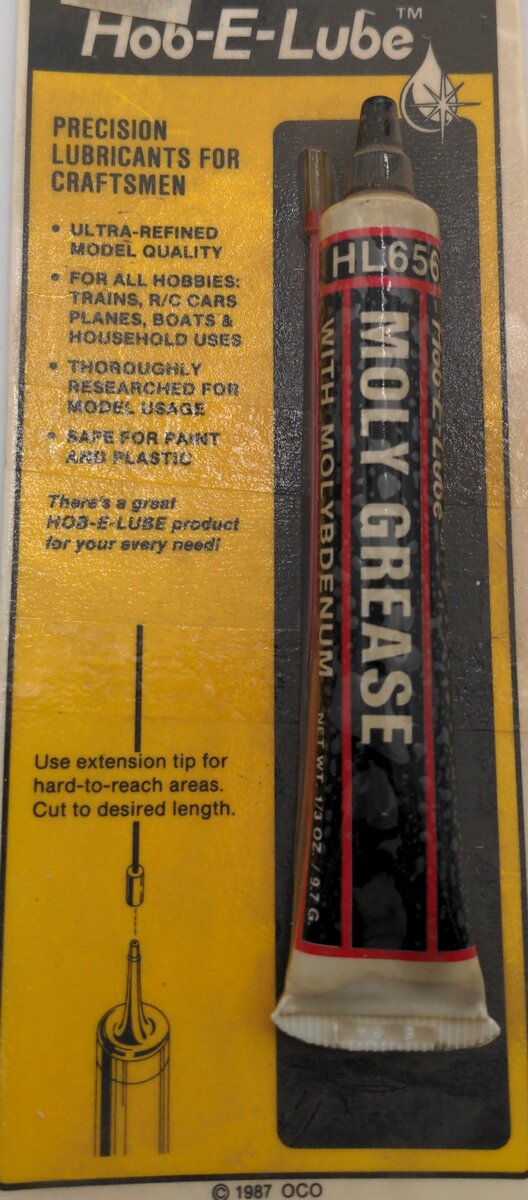 Hob-E-Lube™
PRECISION
LUBRICANTS FOR
CRAFTSMEN
• ULTRA-REFINED
MODEL QUALITY
• FOR ALL HOBBIES:
TRAINS, R/C CARS
PLANES, BOATS &
HOUSEHOLD USES
• THOROUGHLY
RESEARCHED FOR
MODEL USAGE
• SAFE FOR PAINT
AND PLASTIC
There's a great
HOB-E-LUBE product
for your every need!
Use extension tip for
hard-to-reach areas.
Cut to desired length.
HL656
Hob-E-Lube
MOLY GREASE
WITH MOLYBDENUM
NET WT. 1/3 OZ. / 9.7 G.
© 1987 OCO